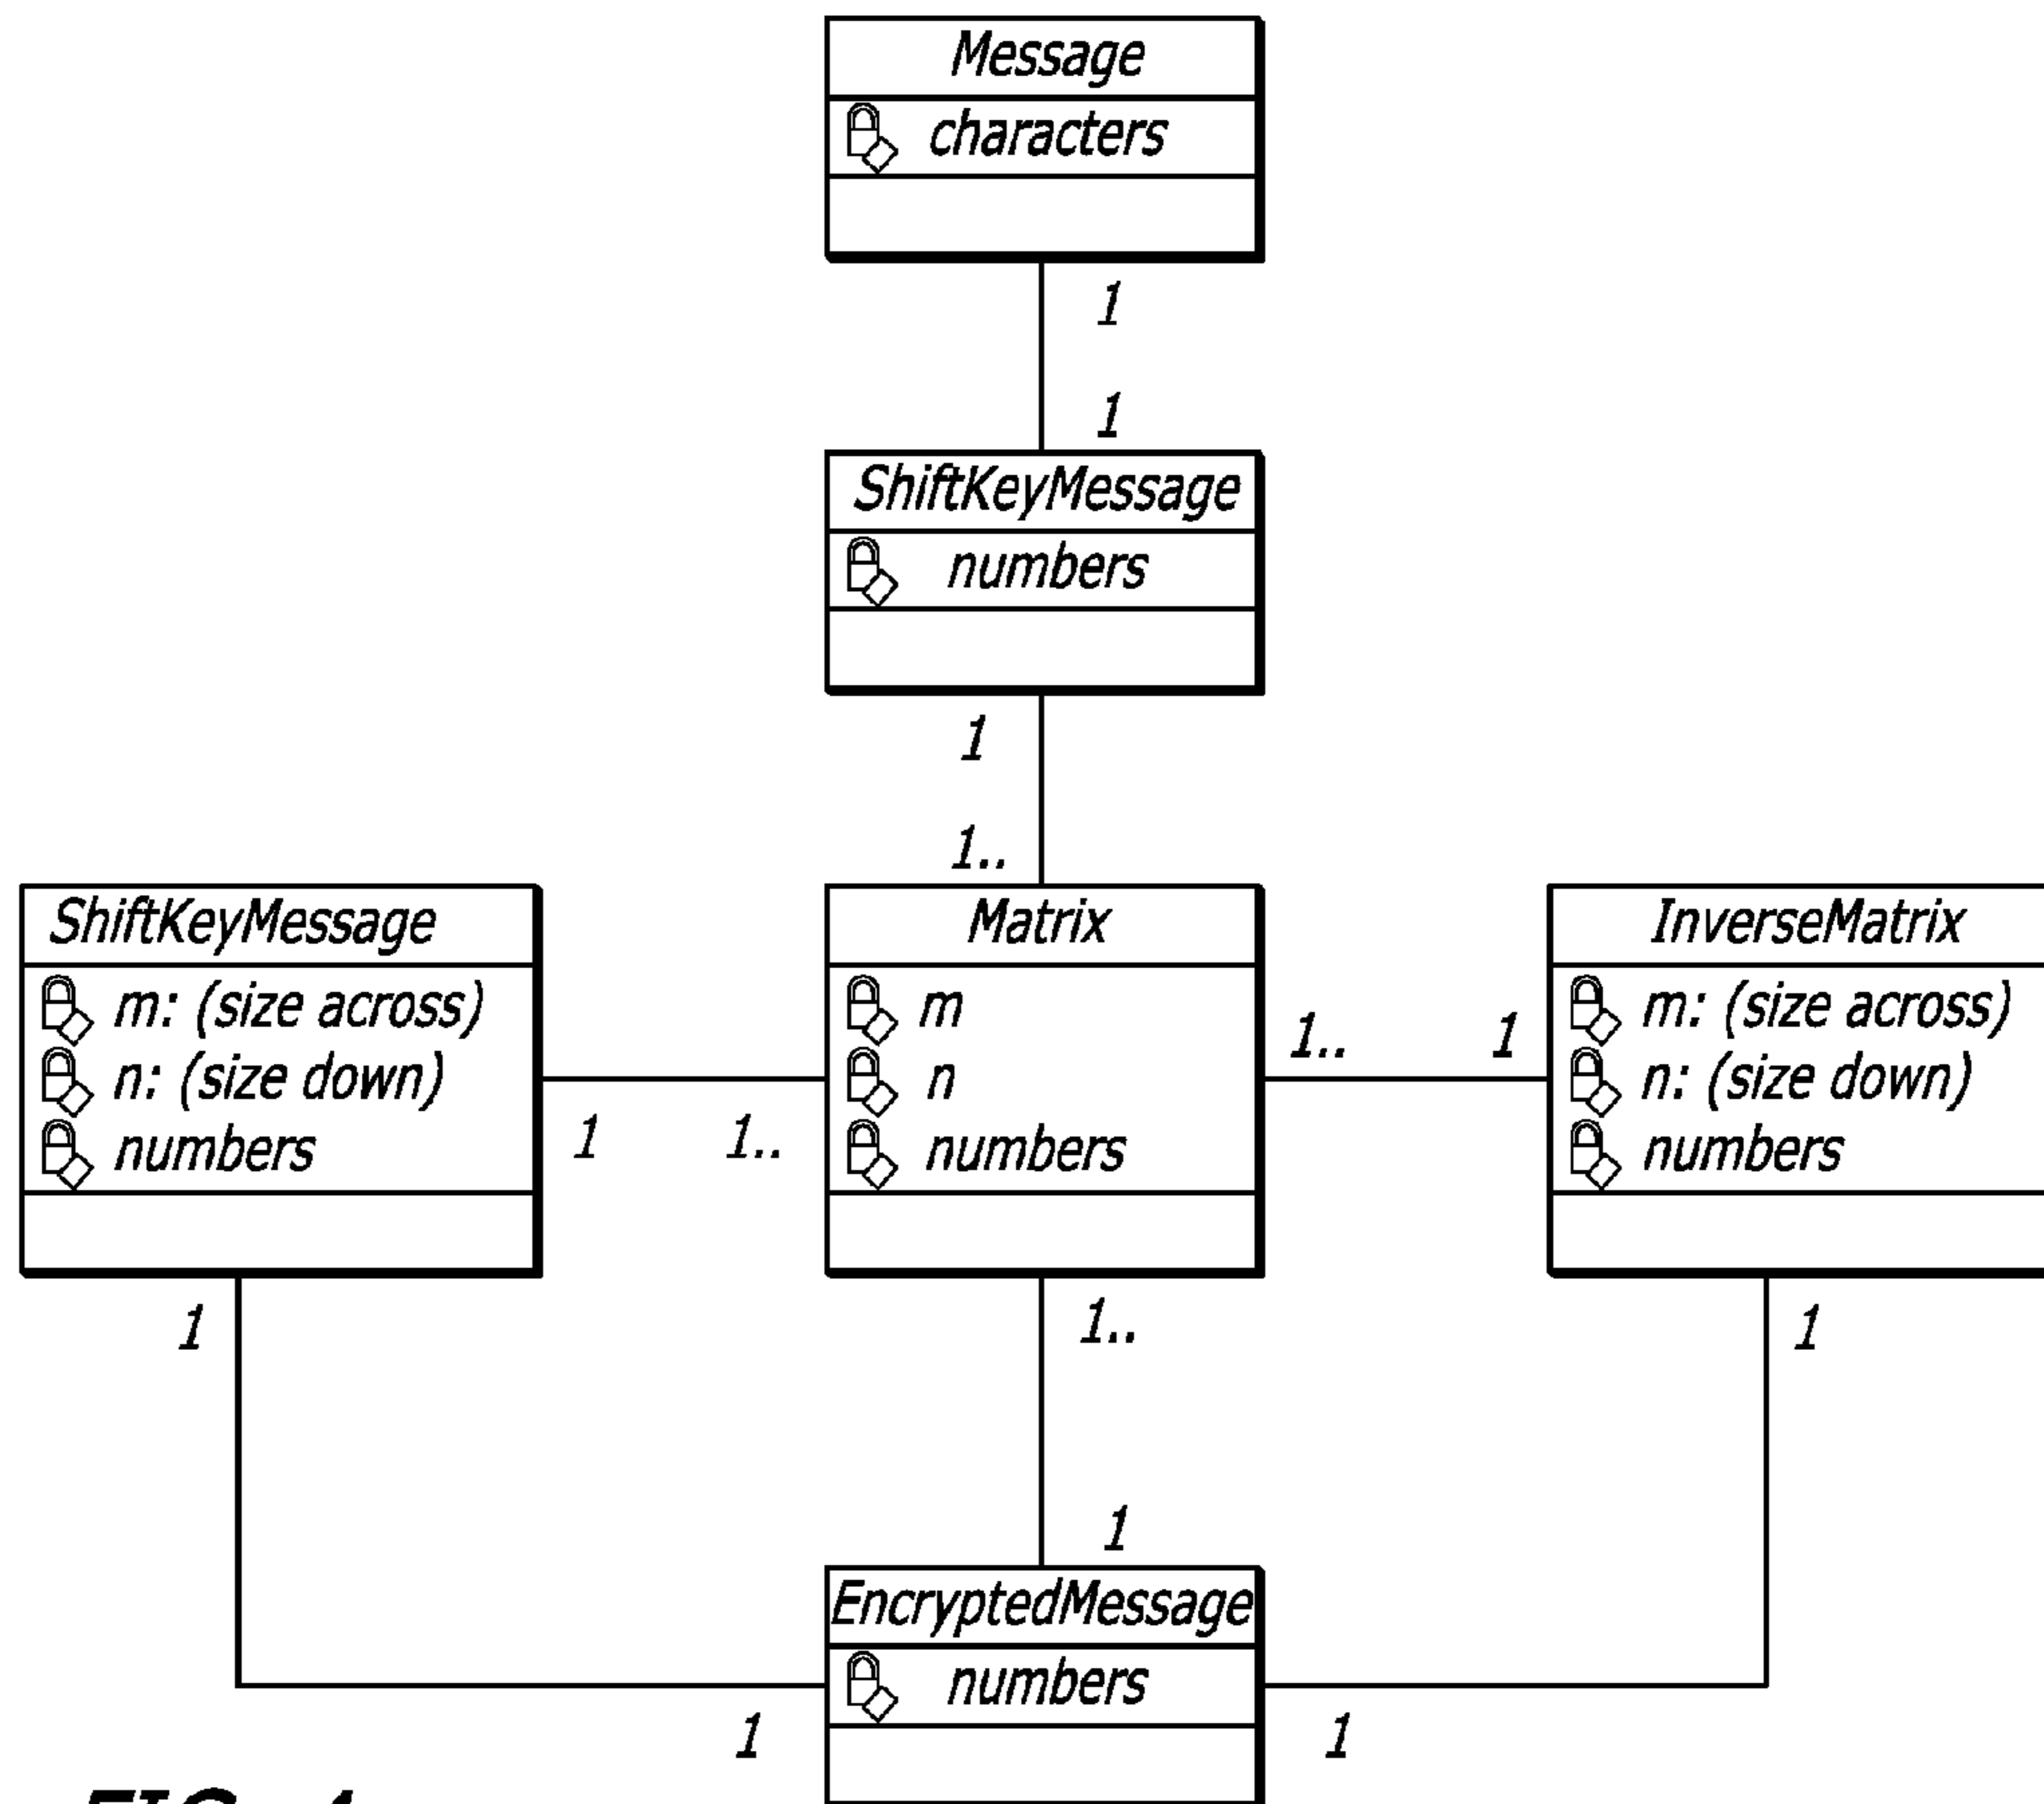 Message
characters
1
1
ShiftKeyMessage
numbers
1
1..
ShiftKeyMessage
m: (size across)
n: (size down)
numbers
1
1..
Matrix
m
n
numbers
1..
1
InverseMatrix
m: (size across)
n: (size down)
numbers
1
1..
1
1
EncryptedMessage
numbers
1
1